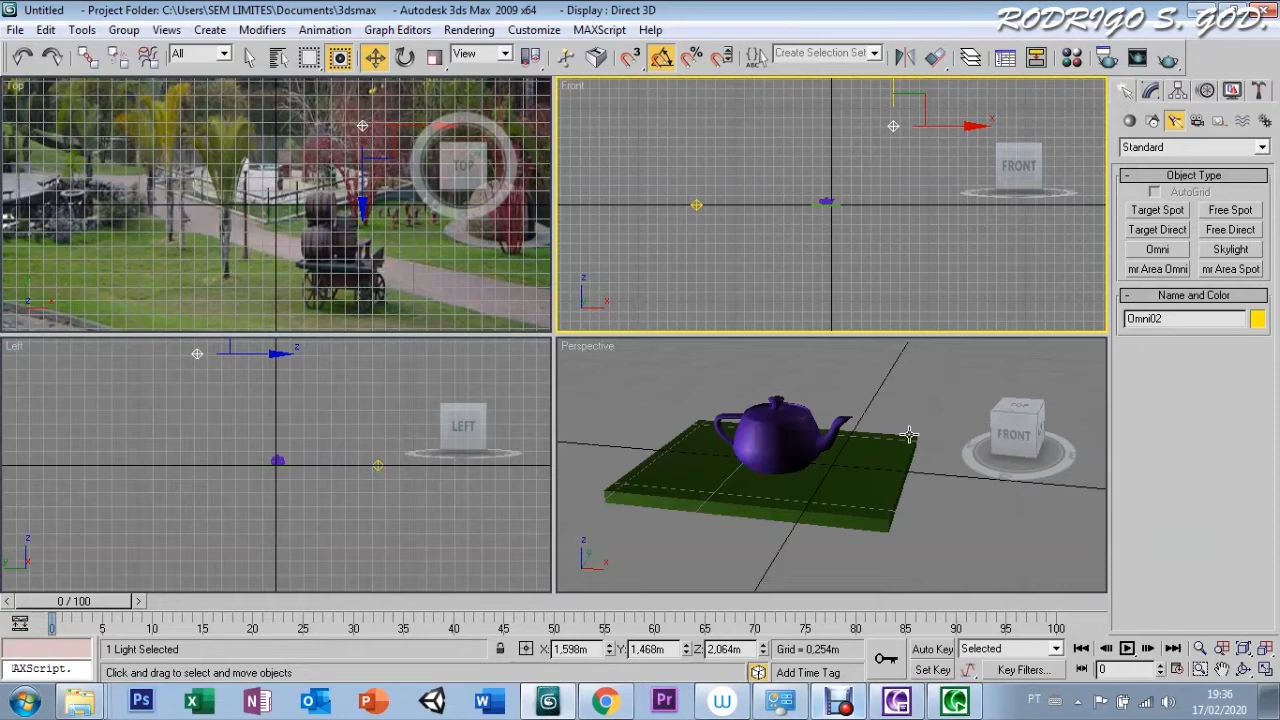 Untitled - Project Folder: C:\Users\SEM LIMITES\Documents\3dsmax - Autodesk 3ds Max 2009 x64 - Display : Direct 3D
RODRIGO S. GOD.
File Edit Tools Group Views Create Modifiers Animation Graph Editors Rendering Customize MAXScript Help
All View Create Selection Set
Top
TOP
Front
FRONT
x
z
x
Standard
Object Type
AutoGrid
Target Spot Free Spot
Target Direct Free Direct
Omni Skylight
mr Area Omni mr Area Spot
Name and Color
Omni02
Left
z
LEFT
z
y x
Perspective
TOP
FRONT
z
x
0 / 100
0 5 10 15 20 25 30 35 40 45 50 55 60 65 70 75 80 85 90 95 100
1 Light Selected X: 1,598m Y: 1,468m Z: 2,064m Grid = 0,254m Auto Key Selected
AXScript. Click and drag to select and move objects Add Time Tag Set Key Key Filters... 0
PT 19:36
17/02/2020